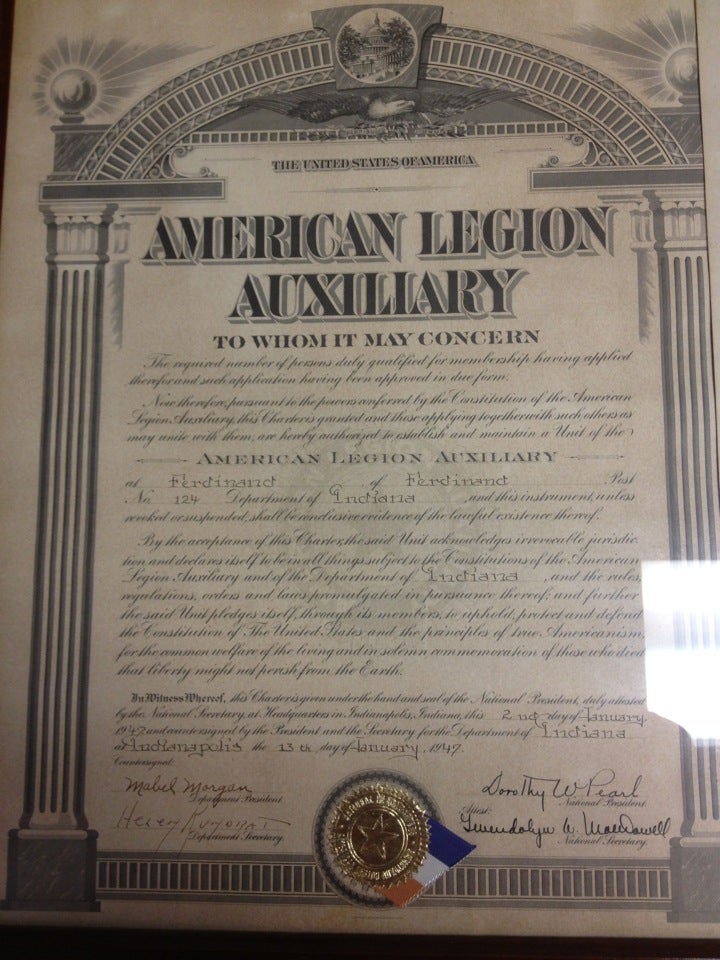 THE UNITED STATES OF AMERICA
AMERICAN LEGION
AUXILIARY
TO WHOM IT MAY CONCERN
The required number of persons duly qualified for membership having applied
therefor and such application having been approved in due form.
Now therefore, pursuant to the powers conferred by the Constitution of the American
Legion Auxiliary, this Charter is granted and those applying together with such others as
may unite with them, are hereby authorized to establish and maintain a Unit of the
AMERICAN LEGION AUXILIARY
at Ferdinand of Ferdinand Post
No. 124 Department of Indiana , and this instrument, unless
revoked or suspended, shall be conclusive evidence of the lawful existence thereof.
By the acceptance of this Charter, the said Unit acknowledges irrevocable jurisdic-
tion and declares itself to be in all things subject to the Constitutions of the American
Legion Auxiliary and of the Department of Indiana , and the rules,
regulations, orders and laws promulgated in pursuance thereof; and further
the said Unit pledges itself, through its members, to uphold, protect and defend
the Constitution of The United States and the principles of true Americanism,
for the common welfare of the living and in solemn commemoration of those who died
that liberty might not perish from the Earth.
In Witness Whereof, this Charter is given under the hand and seal of the National President, duly attested
by the National Secretary, at Headquarters in Indianapolis, Indiana, this 2nd day of January,
1947 and countersigned by the President and the Secretary for the Department of Indiana
at Indianapolis the 13th day of January, 1947.
Countersigned:
Mabel Morgan
Department President
Department Secretary
Dorothy W Pearl
National President
Attest:
Gwendolyn W. MacDowell
National Secretary